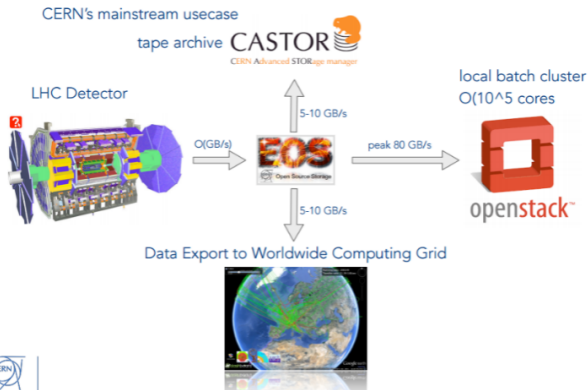 CERN's mainstream usecase
tape archive
CASTOR
CERN Advanced STORage manager
LHC Detector
?
local batch cluster
O(10^5 cores
5-10 GB/s
O(GB/s)
EOS
Open Source Storage
peak 80 GB/s
openstack™
5-10 GB/s
Data Export to Worldwide Computing Grid